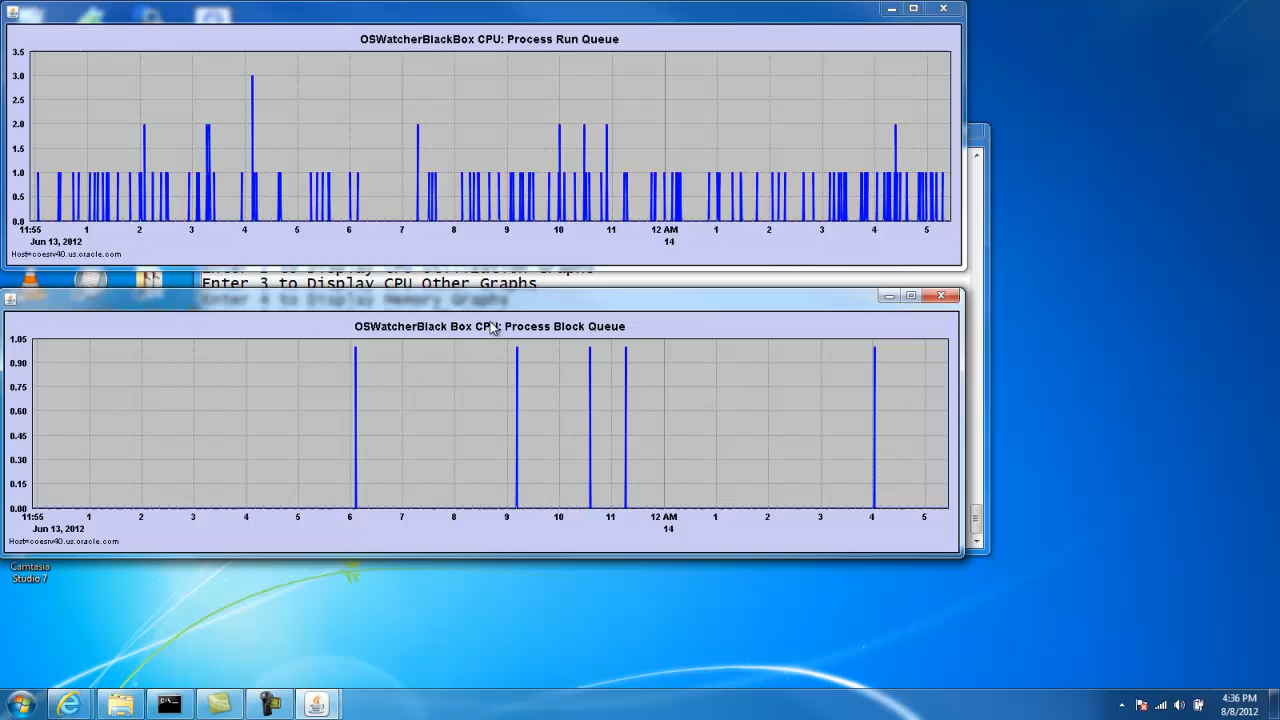 OSWatcherBlackBox CPU: Process Run Queue
3.5
3.0
2.5
2.0
1.5
1.0
0.5
0.0
11:55 1 2 3 4 5 6 7 8 9 10 11 12 AM 1 2 3 4 5
Jun 13, 2012 14
Host=coesrv40.us.oracle.com
Enter 3 to Display CPU Other Graphs
Enter 4 to Display Memory Graphs
OSWatcherBlack Box CPU: Process Block Queue
1.05
0.90
0.75
0.60
0.45
0.30
0.15
0.00
11:55 1 2 3 4 5 6 7 8 9 10 11 12 AM 1 2 3 4 5
Jun 13, 2012 14
Host=coesrv40.us.oracle.com
Camtasia
Studio 7
4:36 PM
8/8/2012